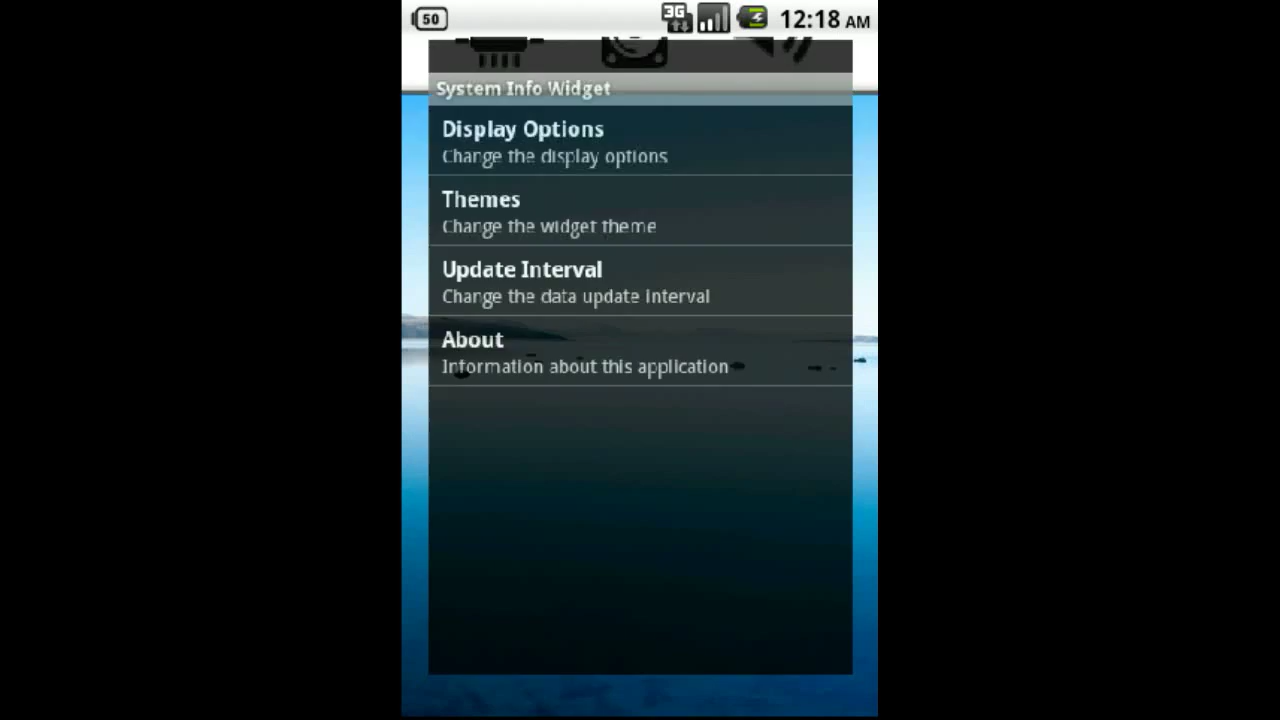 50
3G
12:18 AM
System Info Widget
Display Options
Change the display options
Themes
Change the widget theme
Update Interval
Change the data update interval
About
Information about this application